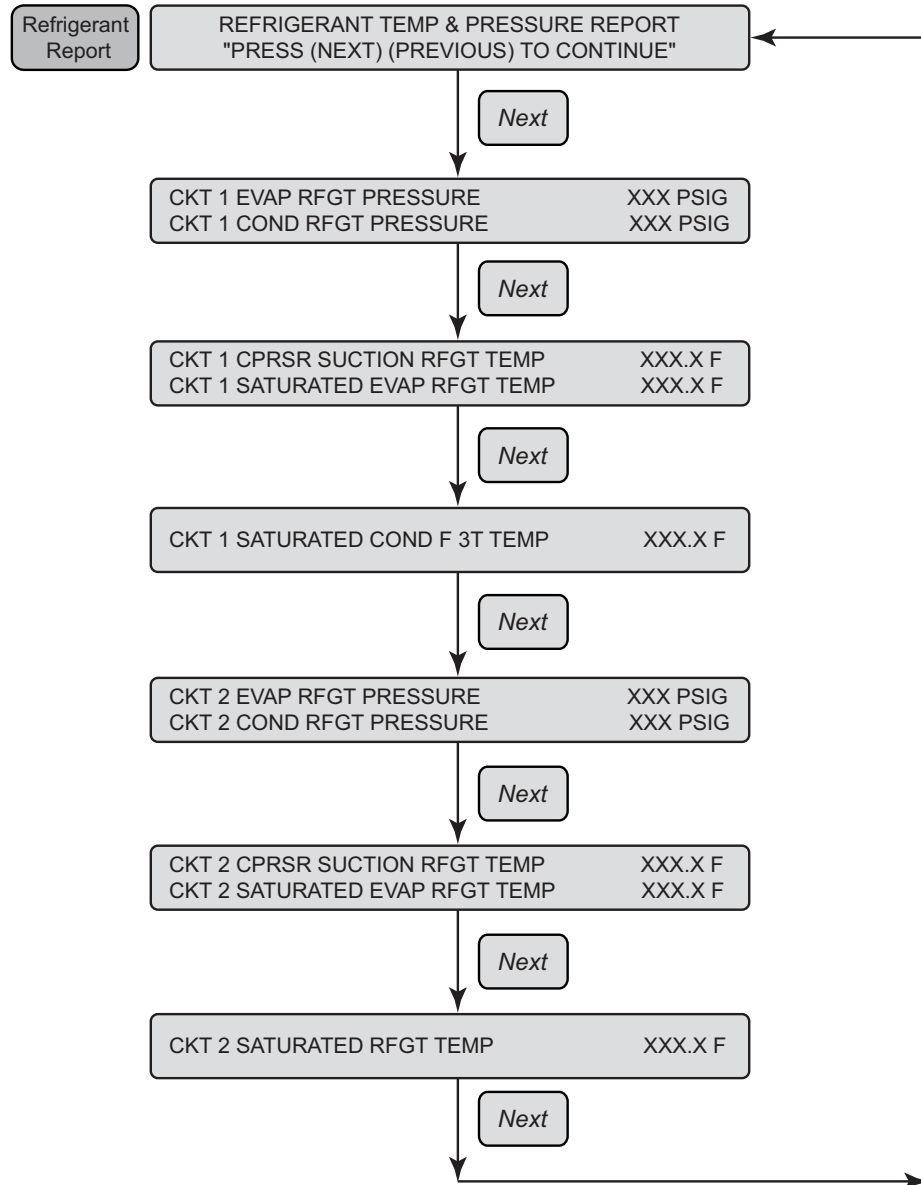 Refrigerant
Report
REFRIGERANT TEMP & PRESSURE REPORT
"PRESS (NEXT) (PREVIOUS) TO CONTINUE"
Next
CKT 1 EVAP RFGT PRESSURE XXX PSIG
CKT 1 COND RFGT PRESSURE XXX PSIG
Next
CKT 1 CPRSR SUCTION RFGT TEMP XXX.X F
CKT 1 SATURATED EVAP RFGT TEMP XXX.X F
Next
CKT 1 SATURATED COND F 3T TEMP XXX.X F
Next
CKT 2 EVAP RFGT PRESSURE XXX PSIG
CKT 2 COND RFGT PRESSURE XXX PSIG
Next
CKT 2 CPRSR SUCTION RFGT TEMP XXX.X F
CKT 2 SATURATED EVAP RFGT TEMP XXX.X F
Next
CKT 2 SATURATED RFGT TEMP XXX.X F
Next